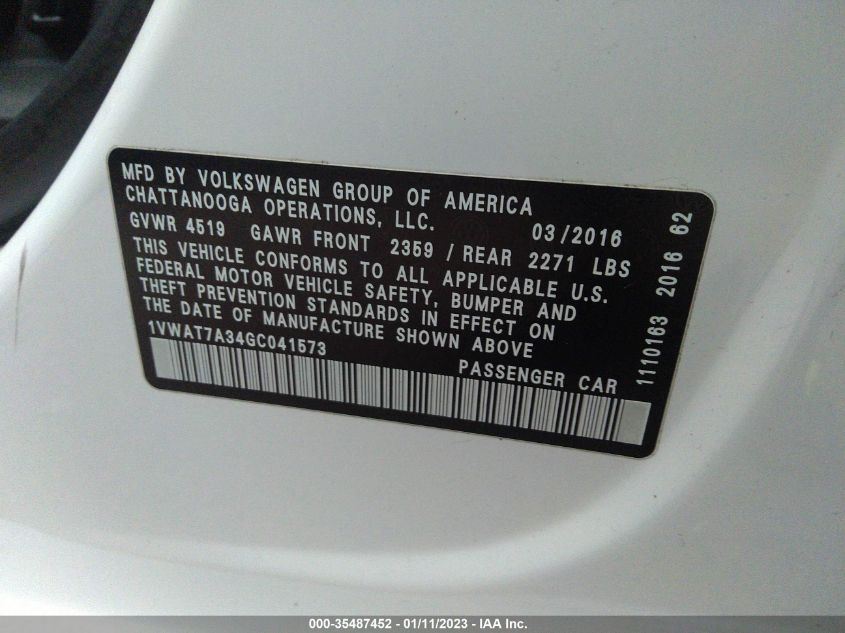 MFD BY VOLKSWAGEN GROUP OF AMERICA
CHATTANOOGA OPERATIONS, LLC.
03/2016
GVWR 4519 GAWR FRONT 2359 / REAR 2271 LBS
THIS VEHICLE CONFORMS TO ALL APPLICABLE U.S.
FEDERAL MOTOR VEHICLE SAFETY, BUMPER AND
THEFT PREVENTION STANDARDS IN EFFECT ON
THE DATE OF MANUFACTURE SHOWN ABOVE
1VWAT7A34GC041573
PASSENGER CAR
1110163 2016 62
000-35487452 - 01/11/2023 - IAA Inc.